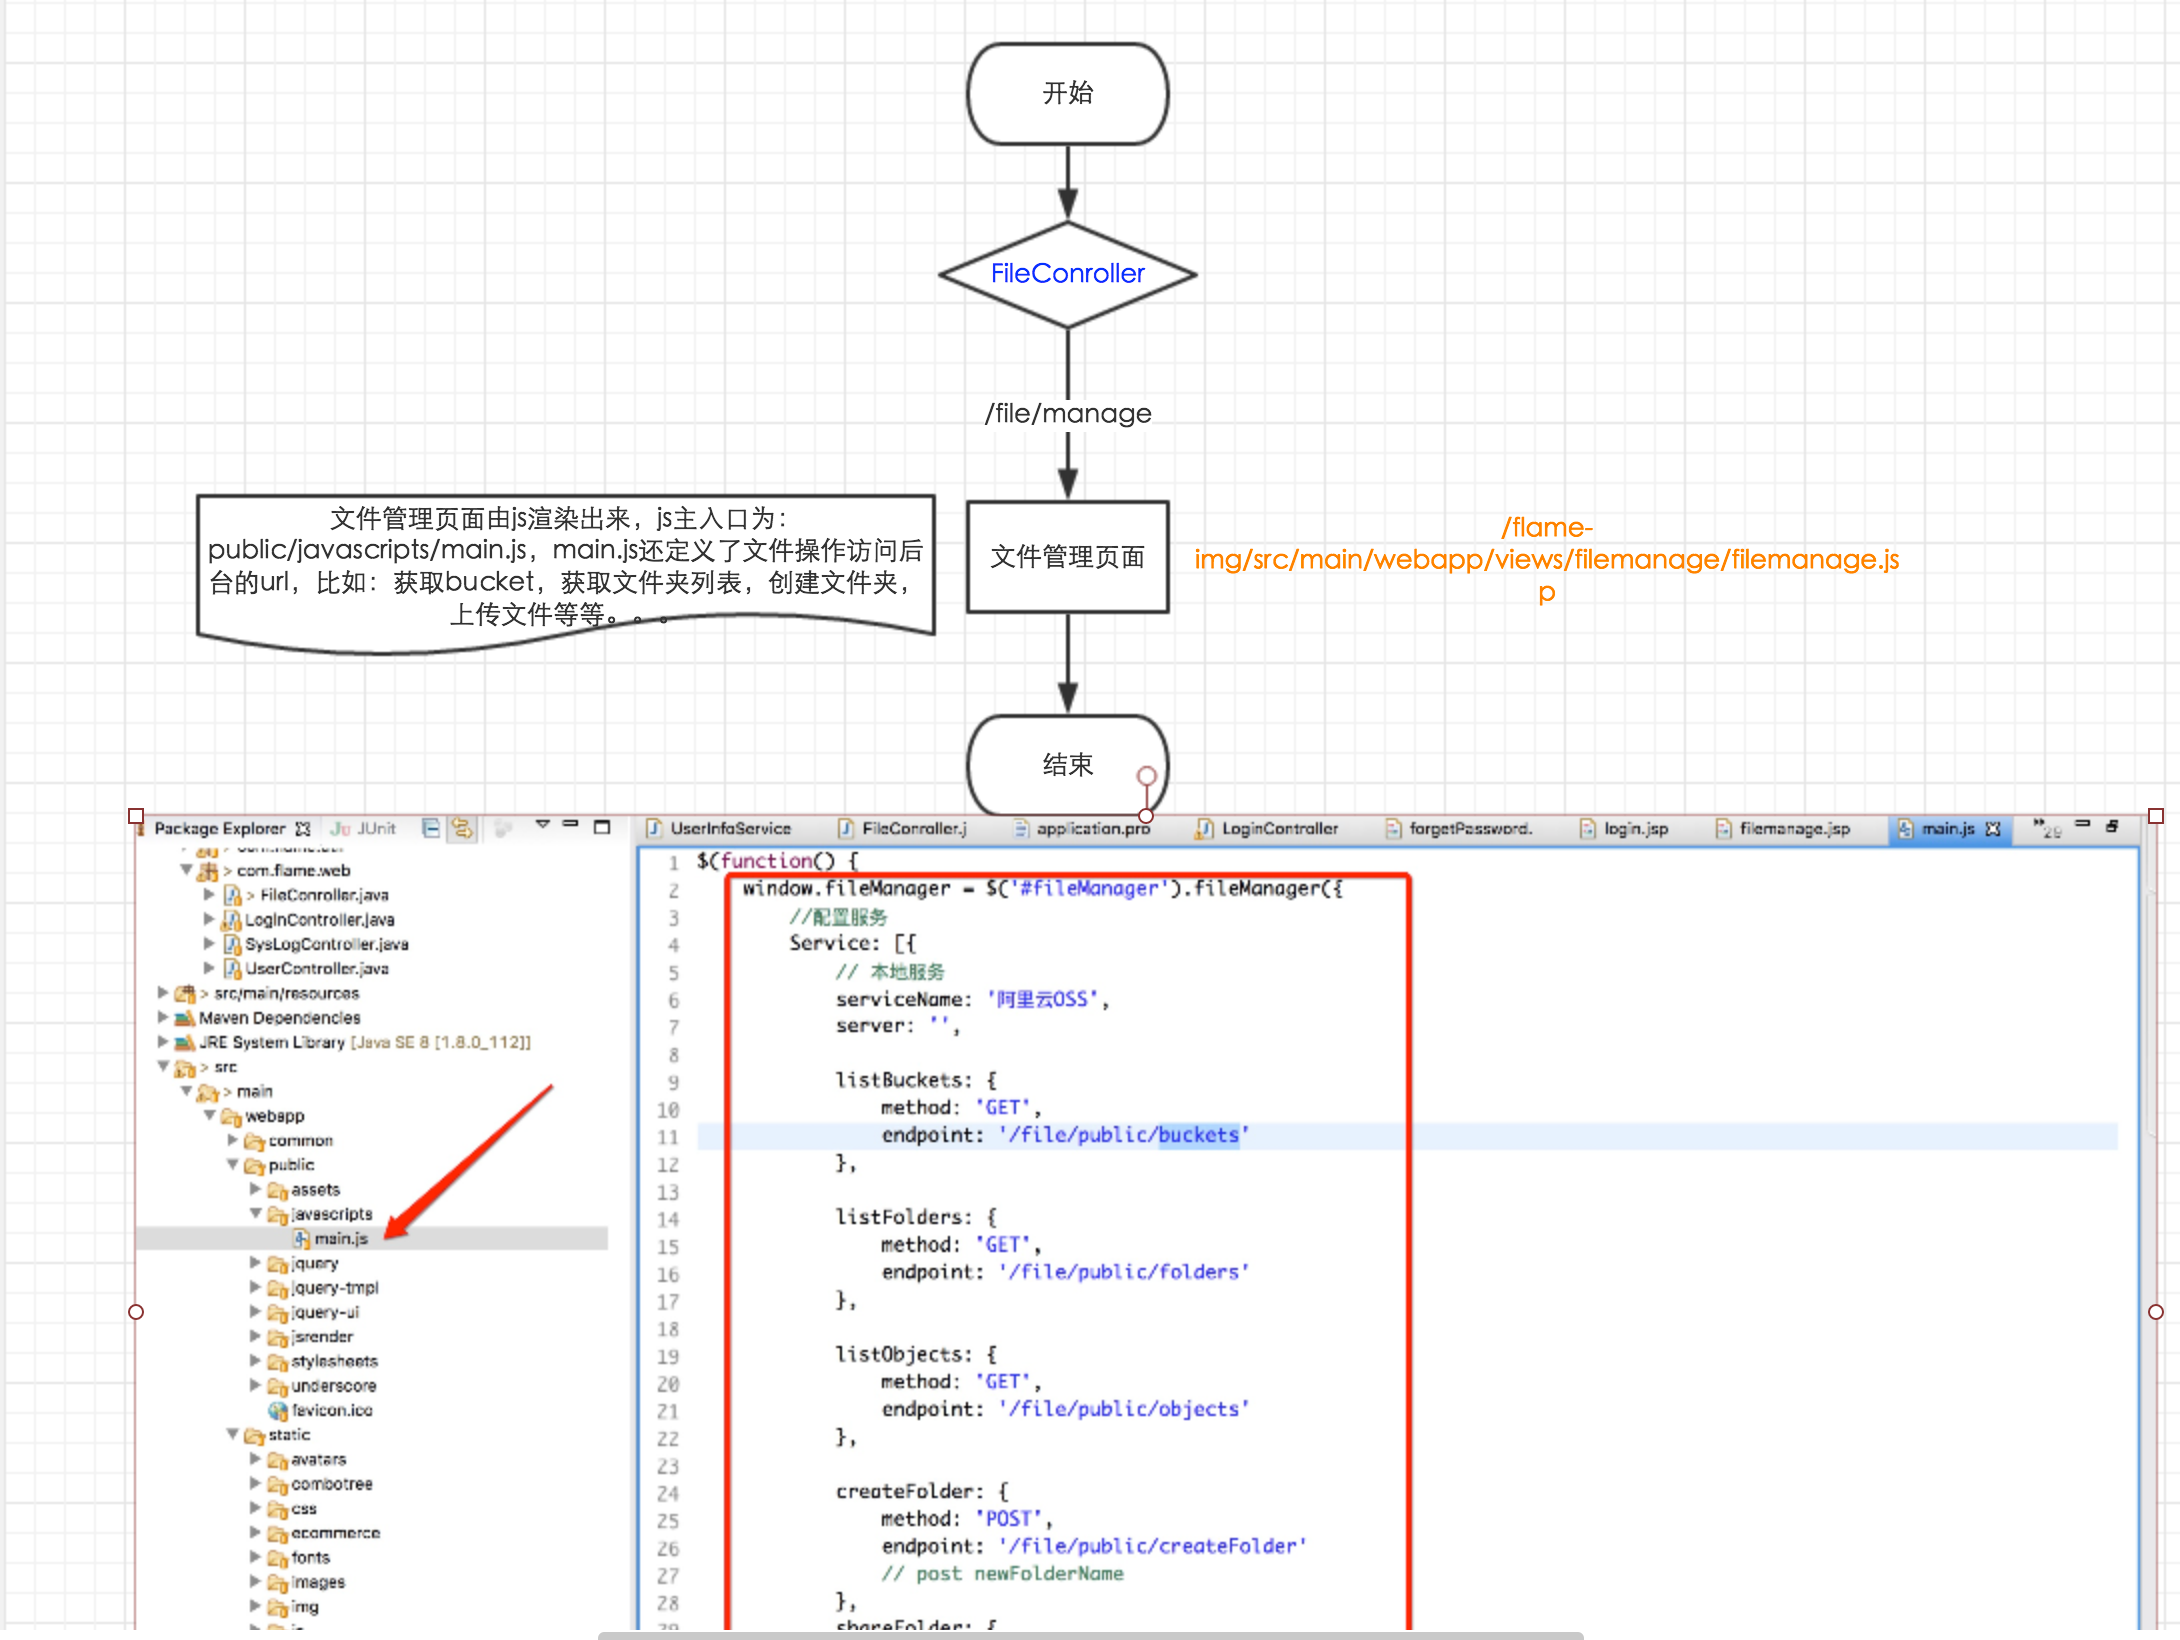 开始
FileConroller
/file/manage
文件管理页面由js渲染出来，js主入口为：
public/javascripts/main.js，main.js还定义了文件操作访问后
台的url，比如：获取bucket，获取文件夹列表，创建文件夹，
上传文件等等。。。
文件管理页面
/flame-
img/src/main/webapp/views/filemanage/filemanage.js
p
结束
Package Explorer JUnit
com.flame.web
> FileConroller.java
LoginController.java
SysLogController.java
UserController.java
> src/main/resources
Maven Dependencies
JRE System Library [Java SE 8 [1.8.0_112]]
> src
> main
webapp
common
public
assets
javascripts
main.js
jquery
jquery-tmpl
jquery-ui
jsrender
stylesheets
underscore
favicon.ico
static
avatars
combotree
css
ecommerce
fonts
images
img
UserInfoService FileConroller.j application.pro LoginController forgetPassword. login.jsp filemanage.jsp main.js 29
1 $(function() {
2 window.fileManager = $('#fileManager').fileManager({
3 //配置服务
4 Service: [{
5 // 本地服务
6 serviceName: '阿里云OSS',
7 server: '',
8
9 listBuckets: {
10 method: 'GET',
11 endpoint: '/file/public/buckets'
12 },
13
14 listFolders: {
15 method: 'GET',
16 endpoint: '/file/public/folders'
17 },
18
19 listObjects: {
20 method: 'GET',
21 endpoint: '/file/public/objects'
22 },
23
24 createFolder: {
25 method: 'POST',
26 endpoint: '/file/public/createFolder'
27 // post newFolderName
28 },
29 shareFolder: {